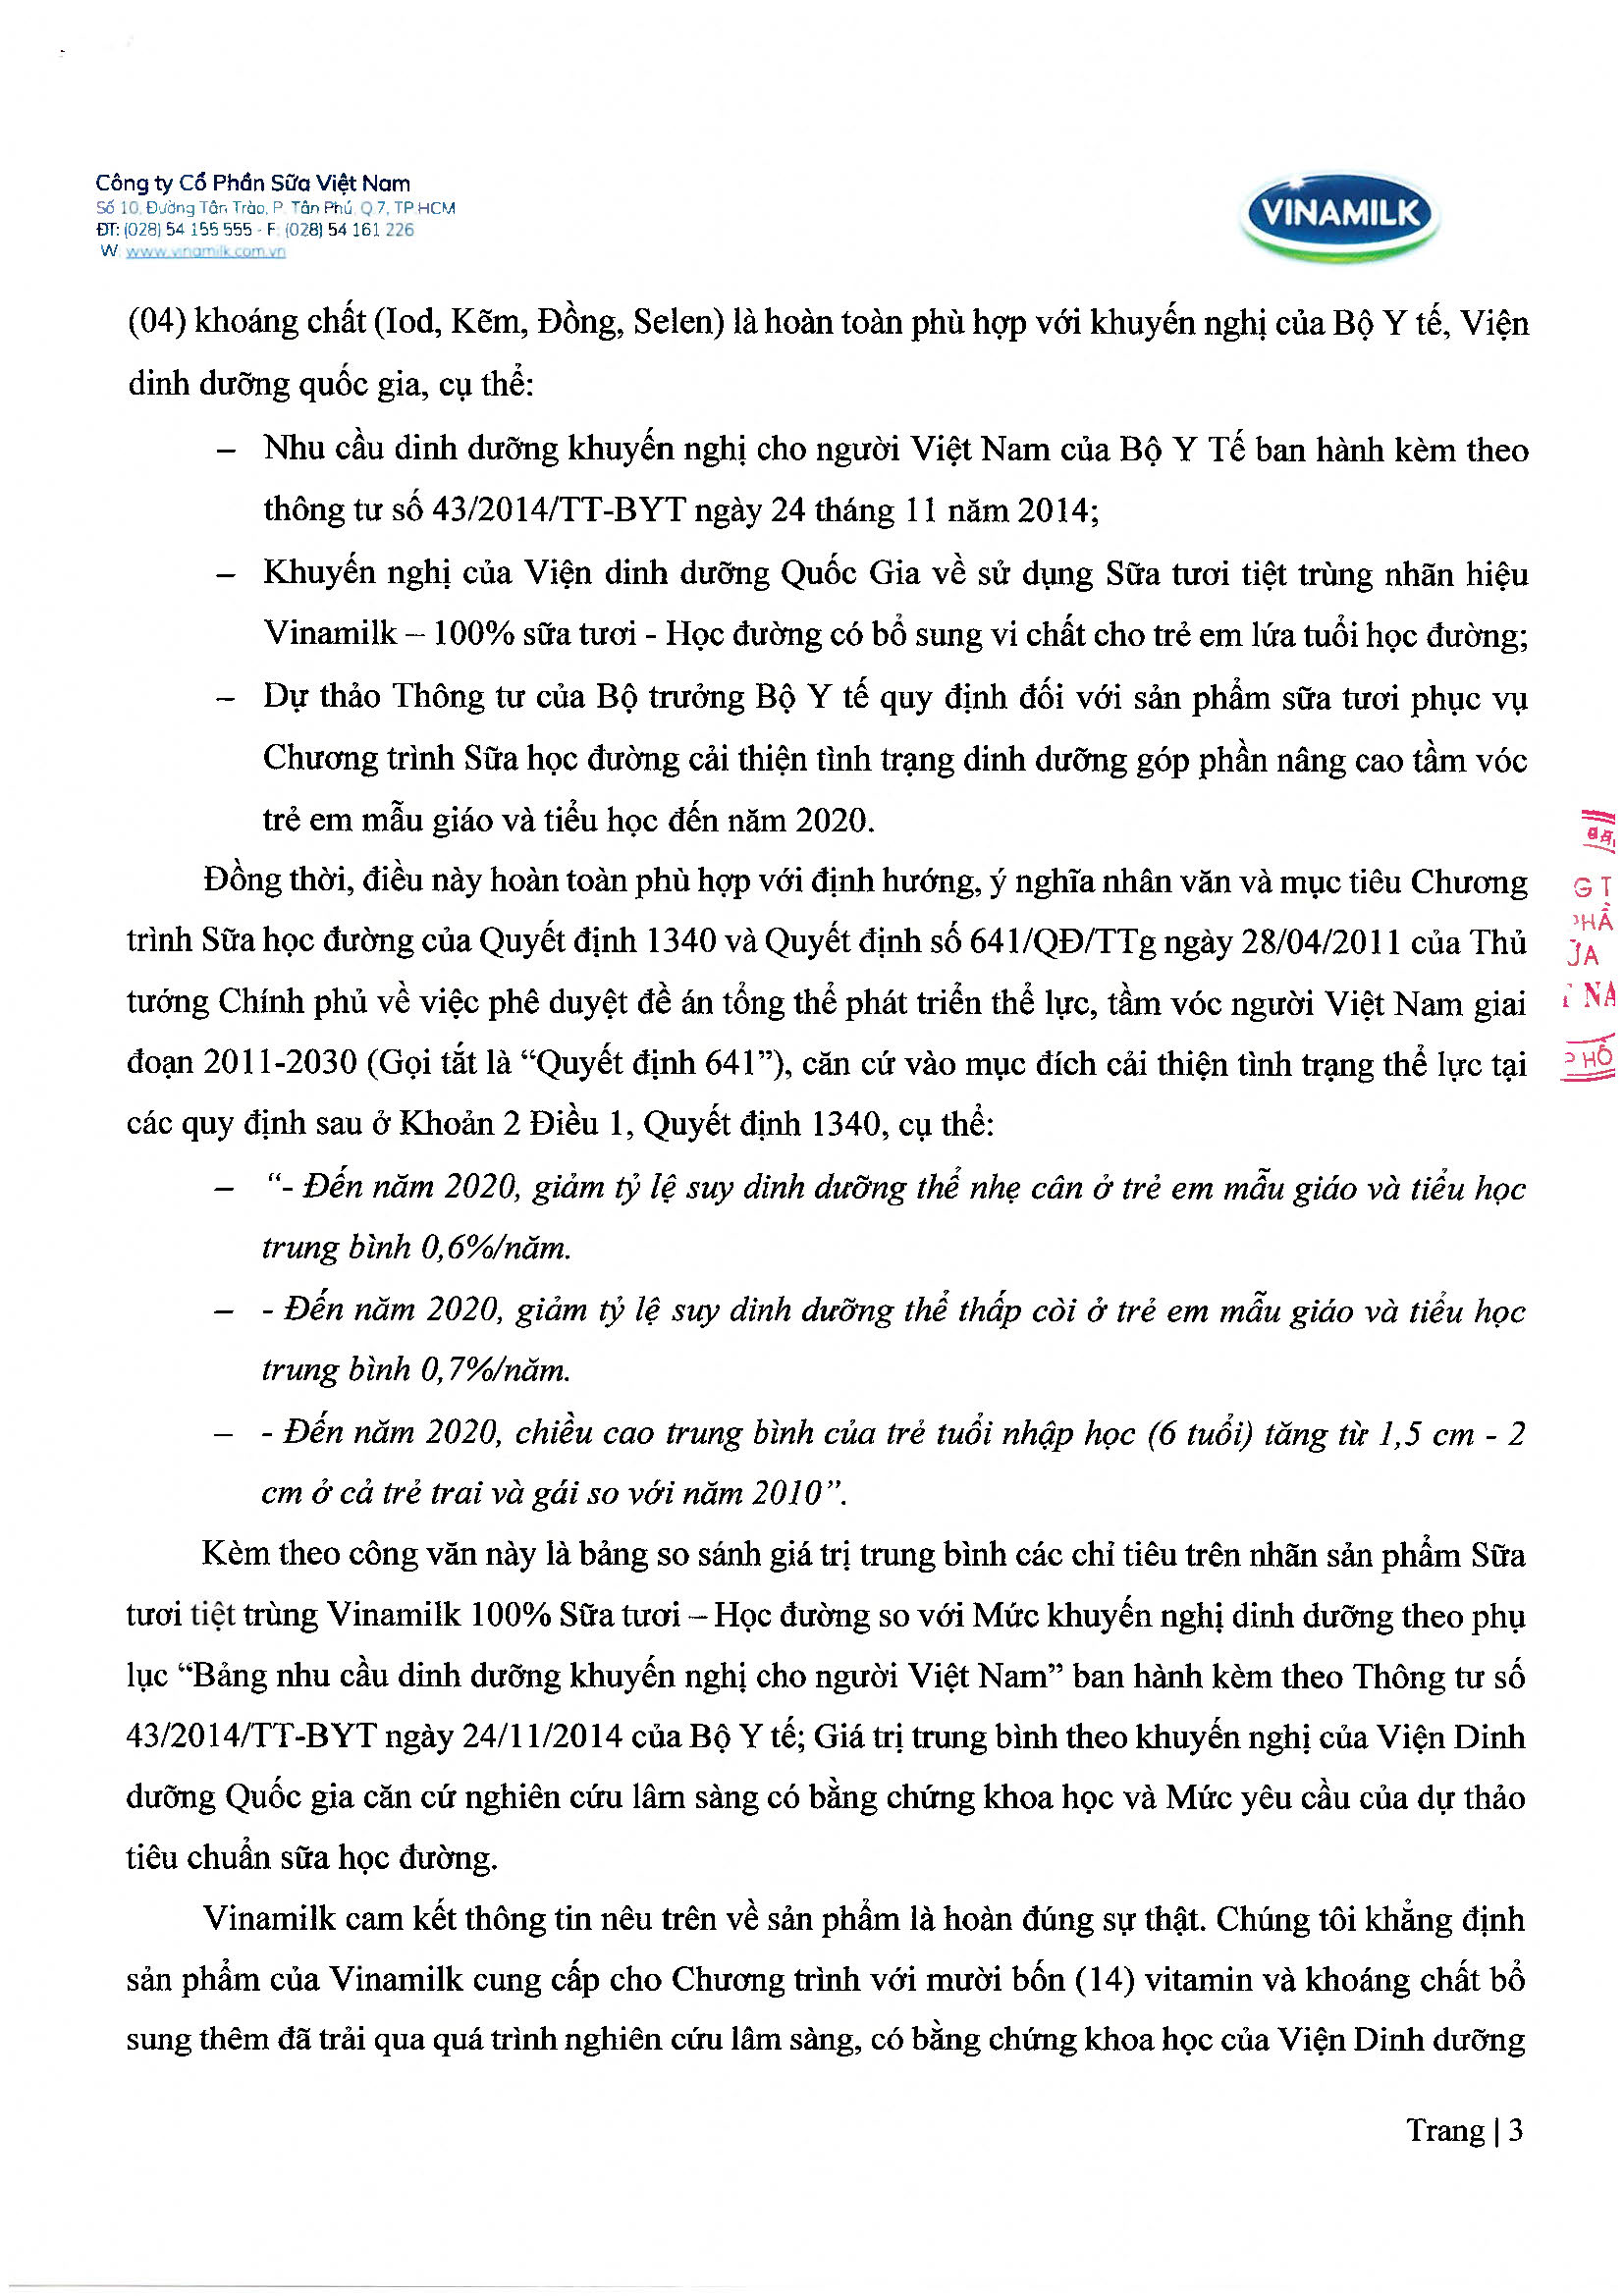 Công ty Cổ Phần Sữa Việt Nam
Số 10, Đường Tân Trào, P. Tân Phú, Q 7, TP.HCM
ĐT: (028) 54 155 555 - F: (028) 54 161 226
W: www.vinamilk.com.vn
VINAMILK
(04) khoáng chất (Iod, Kẽm, Đồng, Selen) là hoàn toàn phù hợp với khuyến nghị của Bộ Y tế, Viện
dinh dưỡng quốc gia, cụ thể:
– Nhu cầu dinh dưỡng khuyến nghị cho người Việt Nam của Bộ Y Tế ban hành kèm theo
thông tư số 43/2014/TT-BYT ngày 24 tháng 11 năm 2014;
– Khuyến nghị của Viện dinh dưỡng Quốc Gia về sử dụng Sữa tươi tiệt trùng nhãn hiệu
Vinamilk – 100% sữa tươi - Học đường có bổ sung vi chất cho trẻ em lứa tuổi học đường;
– Dự thảo Thông tư của Bộ trưởng Bộ Y tế quy định đối với sản phẩm sữa tươi phục vụ
Chương trình Sữa học đường cải thiện tình trạng dinh dưỡng góp phần nâng cao tầm vóc
trẻ em mẫu giáo và tiểu học đến năm 2020.
Đồng thời, điều này hoàn toàn phù hợp với định hướng, ý nghĩa nhân văn và mục tiêu Chương
trình Sữa học đường của Quyết định 1340 và Quyết định số 641/QĐ/TTg ngày 28/04/2011 của Thủ
tướng Chính phủ về việc phê duyệt đề án tổng thể phát triển thể lực, tầm vóc người Việt Nam giai
đoạn 2011-2030 (Gọi tắt là “Quyết định 641”), căn cứ vào mục đích cải thiện tình trạng thể lực tại
các quy định sau ở Khoản 2 Điều 1, Quyết định 1340, cụ thể:
– “- Đến năm 2020, giảm tỷ lệ suy dinh dưỡng thể nhẹ cân ở trẻ em mẫu giáo và tiểu học
trung bình 0,6%/năm.
– - Đến năm 2020, giảm tỷ lệ suy dinh dưỡng thể thấp còi ở trẻ em mẫu giáo và tiểu học
trung bình 0,7%/năm.
– - Đến năm 2020, chiều cao trung bình của trẻ tuổi nhập học (6 tuổi) tăng từ 1,5 cm - 2
cm ở cả trẻ trai và gái so với năm 2010”.
Kèm theo công văn này là bảng so sánh giá trị trung bình các chỉ tiêu trên nhãn sản phẩm Sữa
tươi tiệt trùng Vinamilk 100% Sữa tươi – Học đường so với Mức khuyến nghị dinh dưỡng theo phụ
lục “Bảng nhu cầu dinh dưỡng khuyến nghị cho người Việt Nam” ban hành kèm theo Thông tư số
43/2014/TT-BYT ngày 24/11/2014 của Bộ Y tế; Giá trị trung bình theo khuyến nghị của Viện Dinh
dưỡng Quốc gia căn cứ nghiên cứu lâm sàng có bằng chứng khoa học và Mức yêu cầu của dự thảo
tiêu chuẩn sữa học đường.
Vinamilk cam kết thông tin nêu trên về sản phẩm là hoàn đúng sự thật. Chúng tôi khẳng định
sản phẩm của Vinamilk cung cấp cho Chương trình với mười bốn (14) vitamin và khoáng chất bổ
sung thêm đã trải qua quá trình nghiên cứu lâm sàng, có bằng chứng khoa học của Viện Dinh dưỡng
Trang | 3